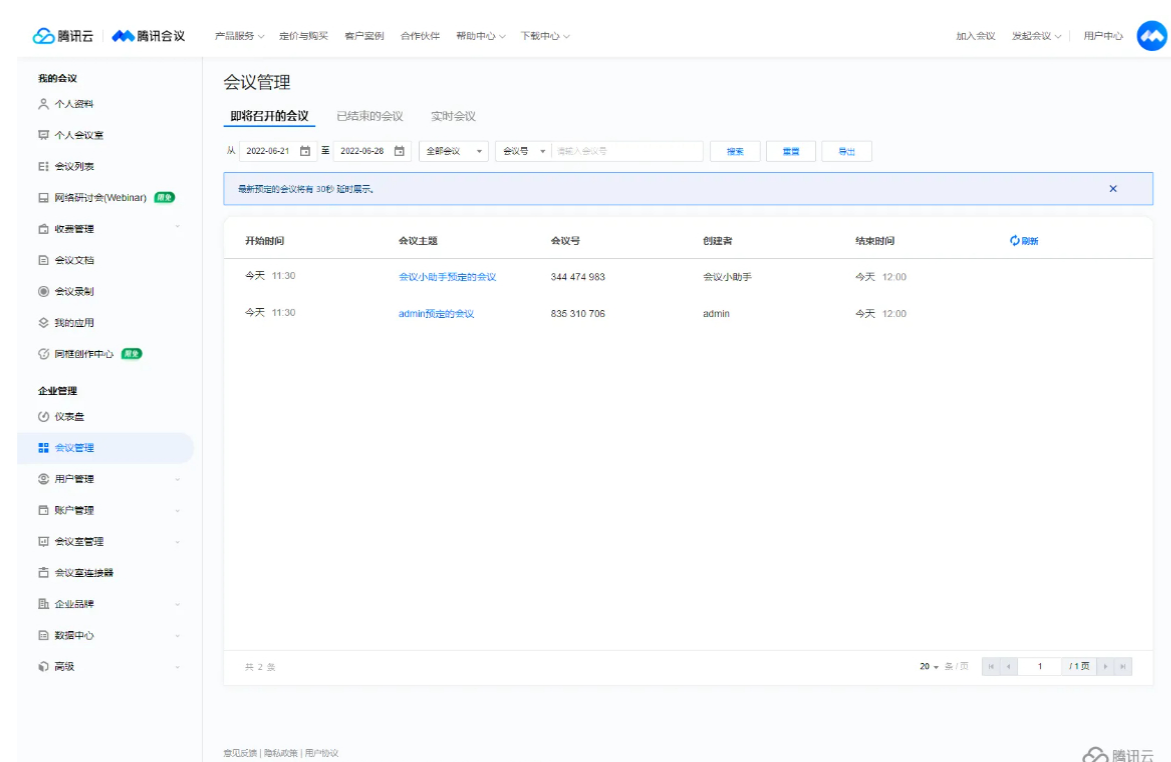 腾讯云 腾讯会议 产品服务 定价与购买 客户案例 合作伙伴 帮助中心 下载中心 加入会议 发起会议 用户中心
我的会议
个人资料
个人会议室
会议列表
网络研讨会(Webinar) 限免
收费管理
会议文档
会议录制
我的应用
同框创作中心 限免
企业管理
仪表盘
会议管理
用户管理
账户管理
会议室管理
会议室连接器
企业品牌
数据中心
高级
会议管理
即将召开的会议 已结束的会议 实时会议
从 2022-06-21 至 2022-06-28 全部会议 会议号 请输入会议号 搜索 重置 导出
最新预定的会议将有 30秒 延时展示。
开始时间 会议主题 会议号 创建者 结束时间 刷新
今天 11:30 会议小助手预定的会议 344 474 983 会议小助手 今天 12:00
今天 11:30 admin预定的会议 835 310 706 admin 今天 12:00
共 2 条 20 条 / 页 1 / 1 页
意见反馈 | 隐私政策 | 用户协议
腾讯云